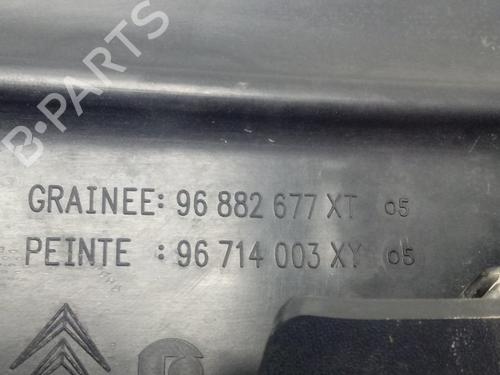 B-PARTS
GRAINEE: 96 882 677 XT 05
PEINTE : 96 714 003 XY 05